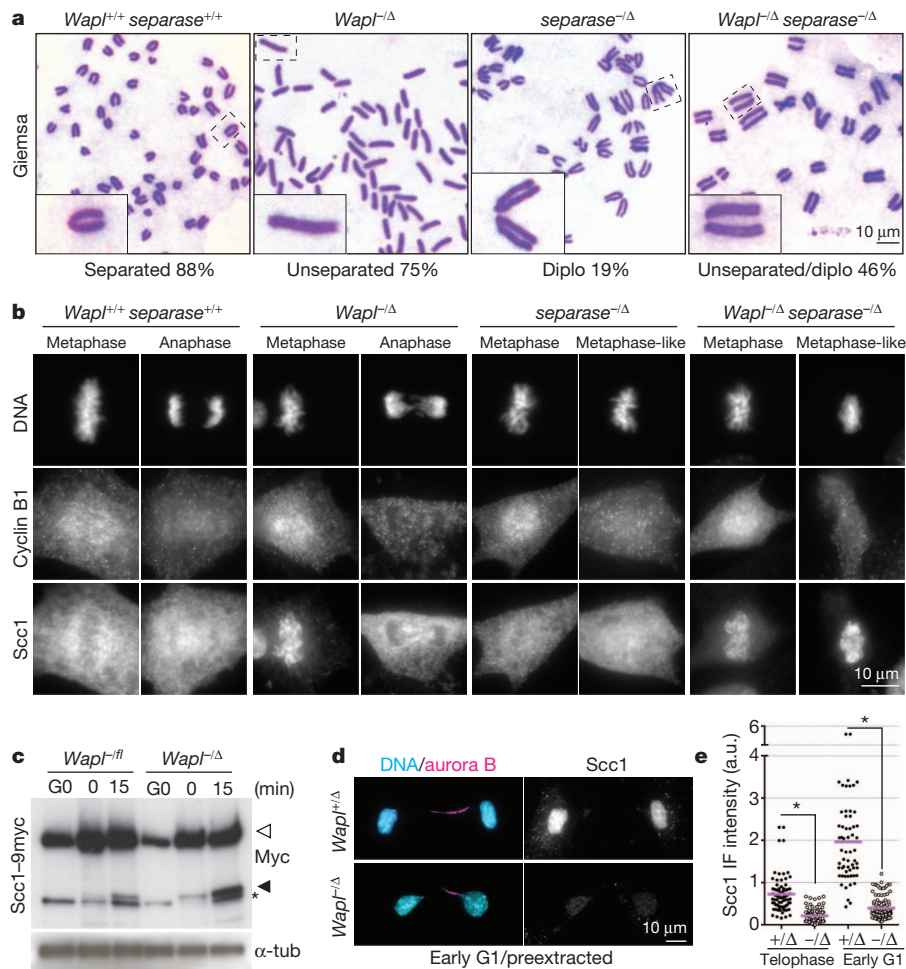 a
Wapl+/+ separase+/+
Wapl−/Δ
separase−/Δ
Wapl−/Δ separase−/Δ
Giemsa
10 μm
Separated 88%
Unseparated 75%
Diplo 19%
Unseparated/diplo 46%
b
Wapl+/+ separase+/+
Wapl−/Δ
separase−/Δ
Wapl−/Δ separase−/Δ
Metaphase Anaphase Metaphase Anaphase Metaphase Metaphase-like Metaphase Metaphase-like
DNA
Cyclin B1
Scc1
10 μm
c
Wapl−/fl Wapl−/Δ
G0 0 15 G0 0 15 (min)
Scc1–9myc
Myc
*
α-tub
d
DNA/aurora B Scc1
Wapl+/Δ
Wapl−/Δ
10 μm
Early G1/preextracted
e
Scc1 IF intensity (a.u.)
6
5
4
3
2
1
0
*
*
+/Δ −/Δ +/Δ −/Δ
Telophase Early G1